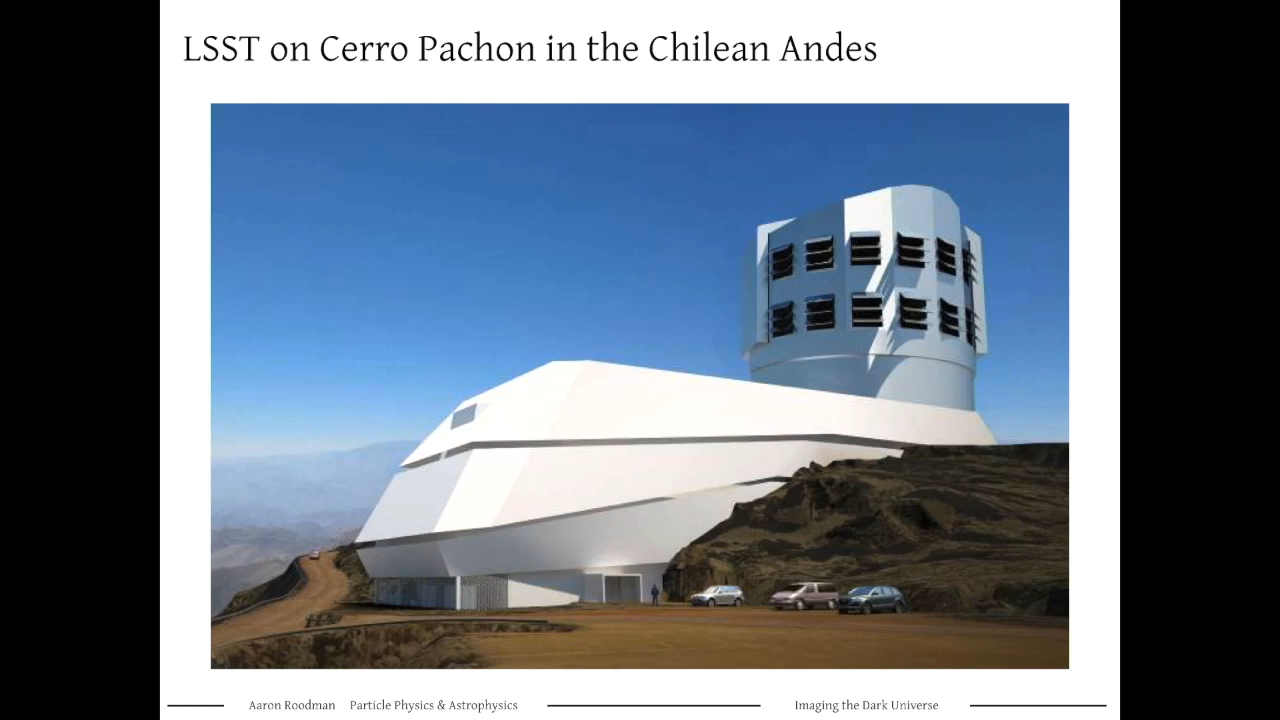 LSST on Cerro Pachon in the Chilean Andes
Aaron Roodman Particle Physics & Astrophysics Imaging the Dark Universe